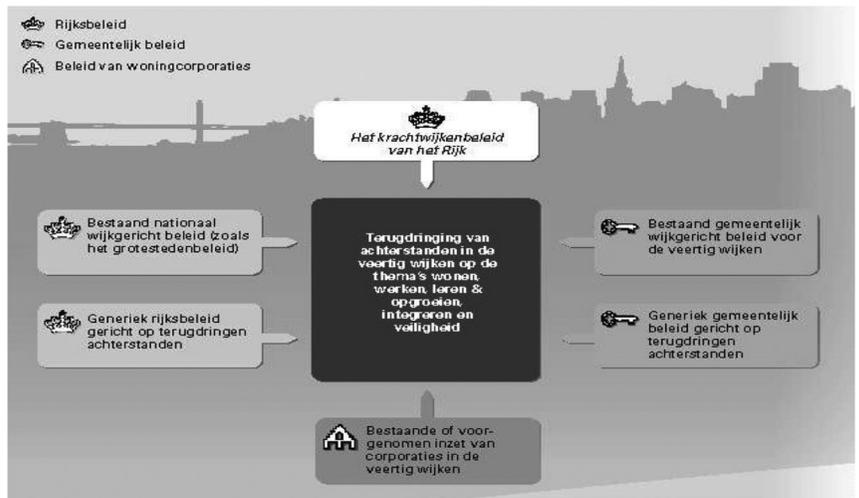 Rijksbeleid
Gemeentelijk beleid
Beleid van woningcorporaties
Het krachtwijkenbeleid
van het Rijk
Bestaand nationaal
wijkgericht beleid (zoals
het grotestedenbeleid)
Generiek rijksbeleid
gericht op terugdringen
achterstanden
Terugdringing van
achterstanden in de
veertig wijken op de
thema's wonen,
werken, leren &
opgroeien,
integreren en
veiligheid
Bestaand gemeentelijk
wijkgericht beleid voor
de veertig wijken
Generiek gemeentelijk
beleid gericht op
terugdringen
achterstanden
Bestaande of voor-
genomen inzet van
corporaties in de
veertig wijken